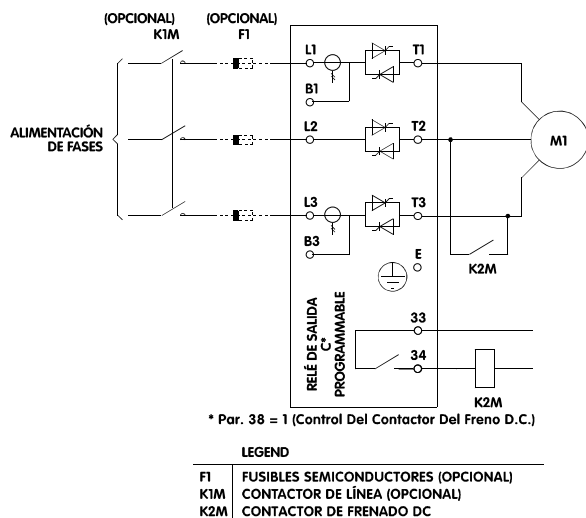 (OPCIONAL) (OPCIONAL)
K1M F1
L1 T1
B1
ALIMENTACIÓN
DE FASES
L2 T2
M1
L3 T3
B3
E
K2M
RELÉ DE SALIDA
C*
PROGRAMMABLE
33
34
K2M
* Par. 38 = 1 (Control Del Contactor Del Freno D.C.)
LEGEND
F1 FUSIBLES SEMICONDUCTORES (OPCIONAL)
K1M CONTACTOR DE LÍNEA (OPCIONAL)
K2M CONTACTOR DE FRENADO DC